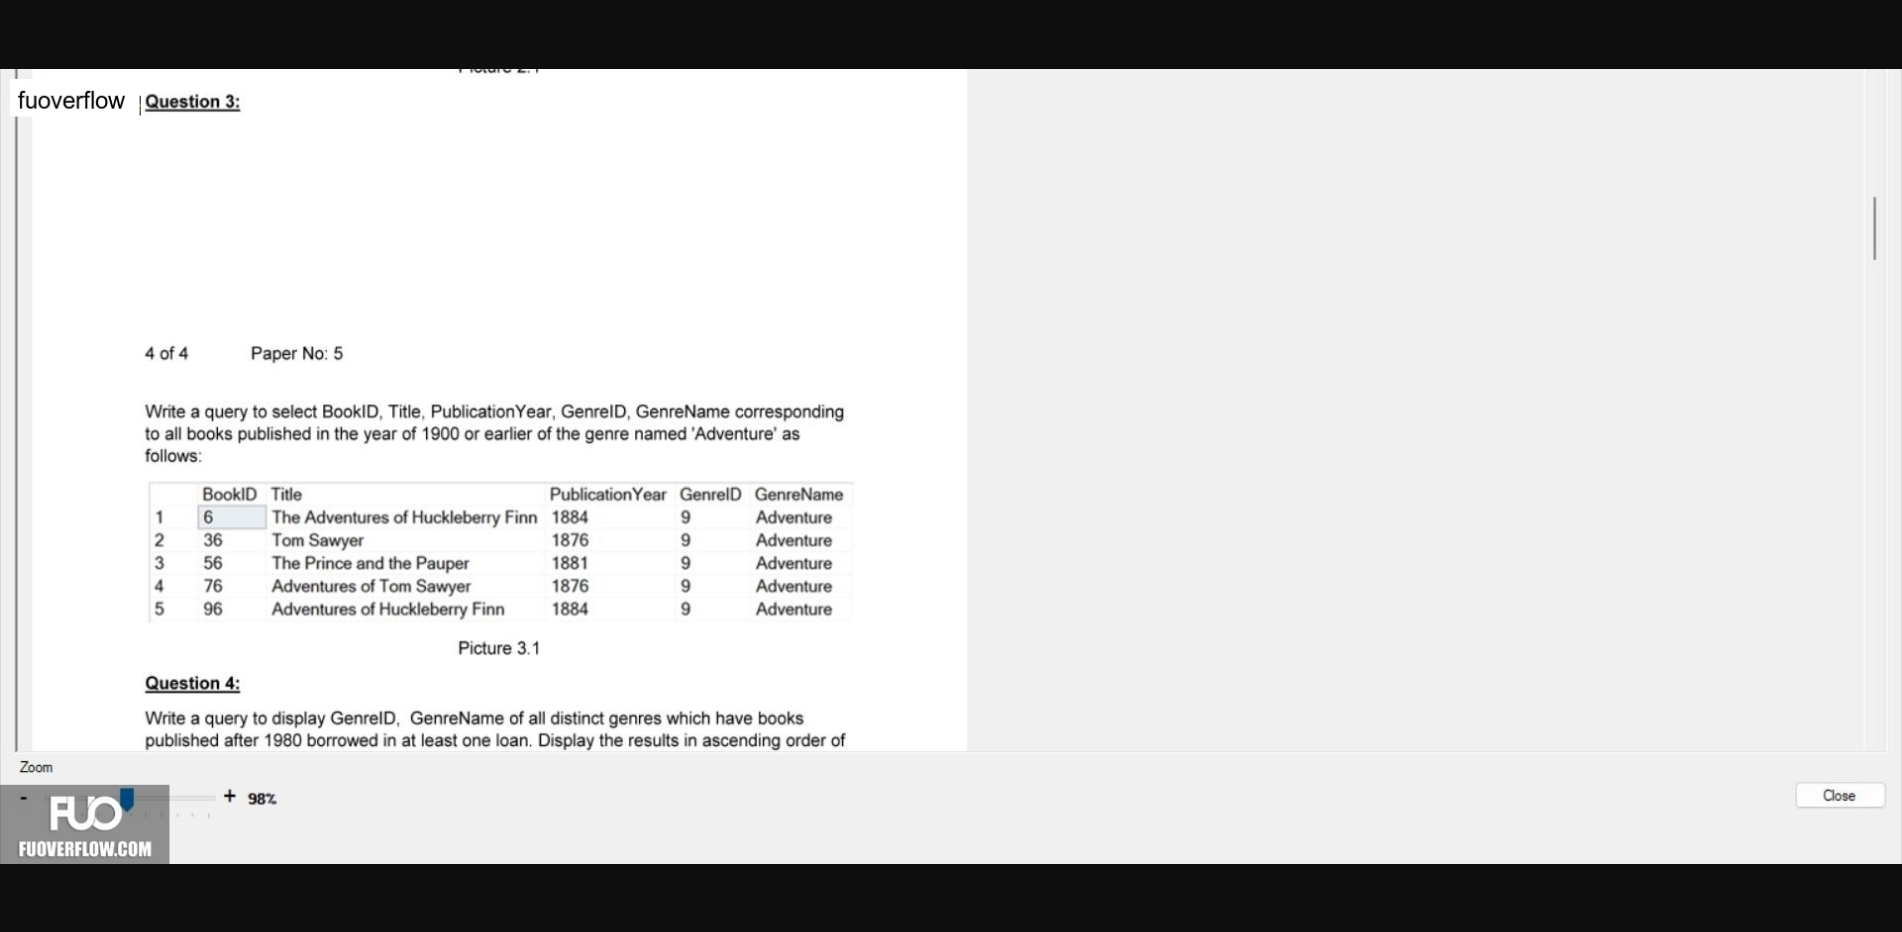 Picture 2.1
fuoverflow
Question 3:
4 of 4 Paper No: 5
Write a query to select BookID, Title, PublicationYear, GenreID, GenreName corresponding
to all books published in the year of 1900 or earlier of the genre named 'Adventure' as
follows:
BookID Title PublicationYear GenreID GenreName
1 6 The Adventures of Huckleberry Finn 1884 9 Adventure
2 36 Tom Sawyer 1876 9 Adventure
3 56 The Prince and the Pauper 1881 9 Adventure
4 76 Adventures of Tom Sawyer 1876 9 Adventure
5 96 Adventures of Huckleberry Finn 1884 9 Adventure
Picture 3.1
Question 4:
Write a query to display GenreID, GenreName of all distinct genres which have books
published after 1980 borrowed in at least one loan. Display the results in ascending order of
Zoom
- + 98%
Close
FUO
FUOVERFLOW.COM